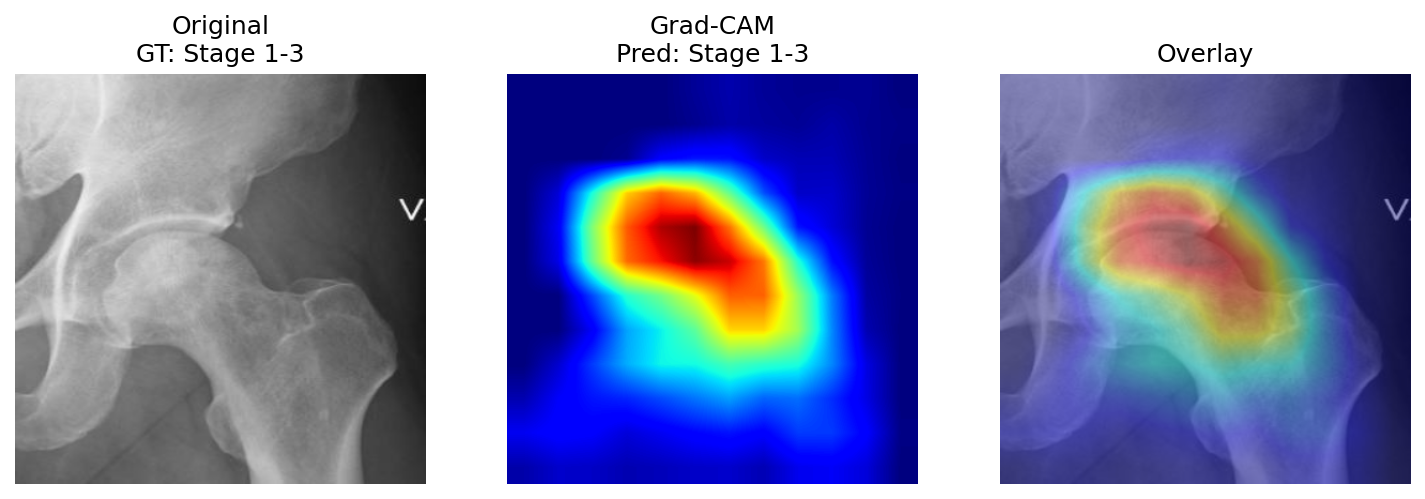 Original
GT: Stage 1-3
Grad-CAM
Pred: Stage 1-3
Overlay